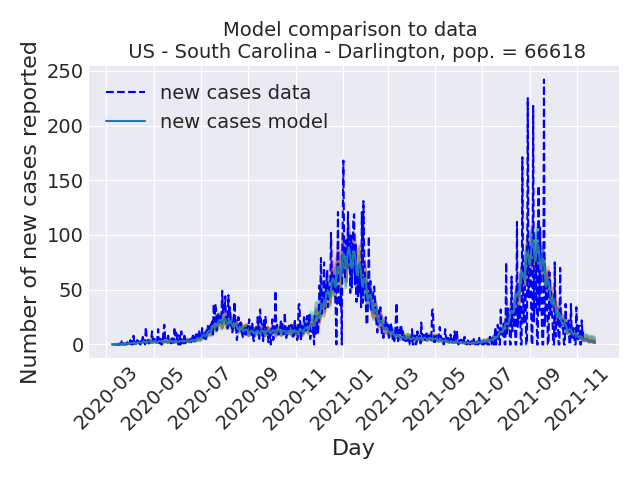 Model comparison to data
US - South Carolina - Darlington, pop. = 66618
Number of new cases reported
250
200
150
100
50
0
new cases data
new cases model
2020-03
2020-05
2020-07
2020-09
2020-11
2021-01
2021-03
2021-05
2021-07
2021-09
2021-11
Day